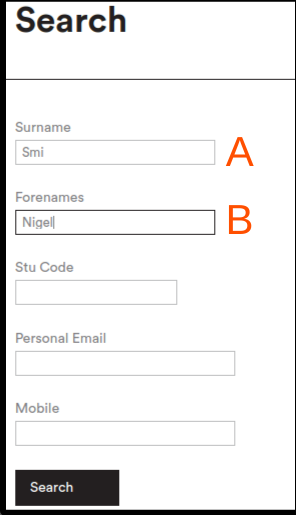 Search
Surname
Smi
A
Forenames
Nigel
B
Stu Code
Personal Email
Mobile
Search